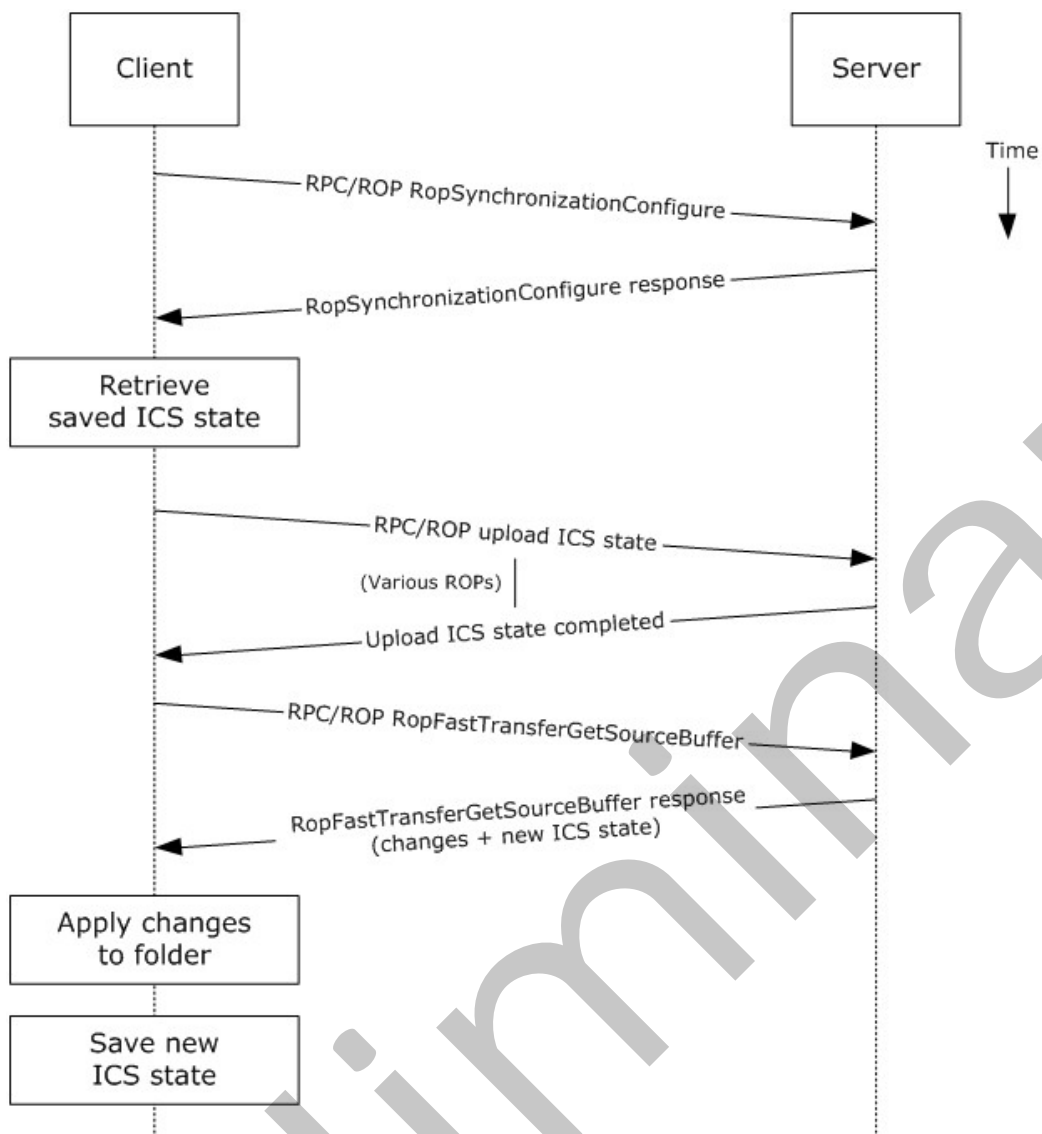 Client
Server
Time
RPC/ROP RopSynchronizationConfigure
RopSynchronizationConfigure response
Retrieve
saved ICS state
RPC/ROP upload ICS state
(Various ROPs)
Upload ICS state completed
RPC/ROP RopFastTransferGetSourceBuffer
RopFastTransferGetSourceBuffer response
(changes + new ICS state)
Apply changes
to folder
Save new
ICS state